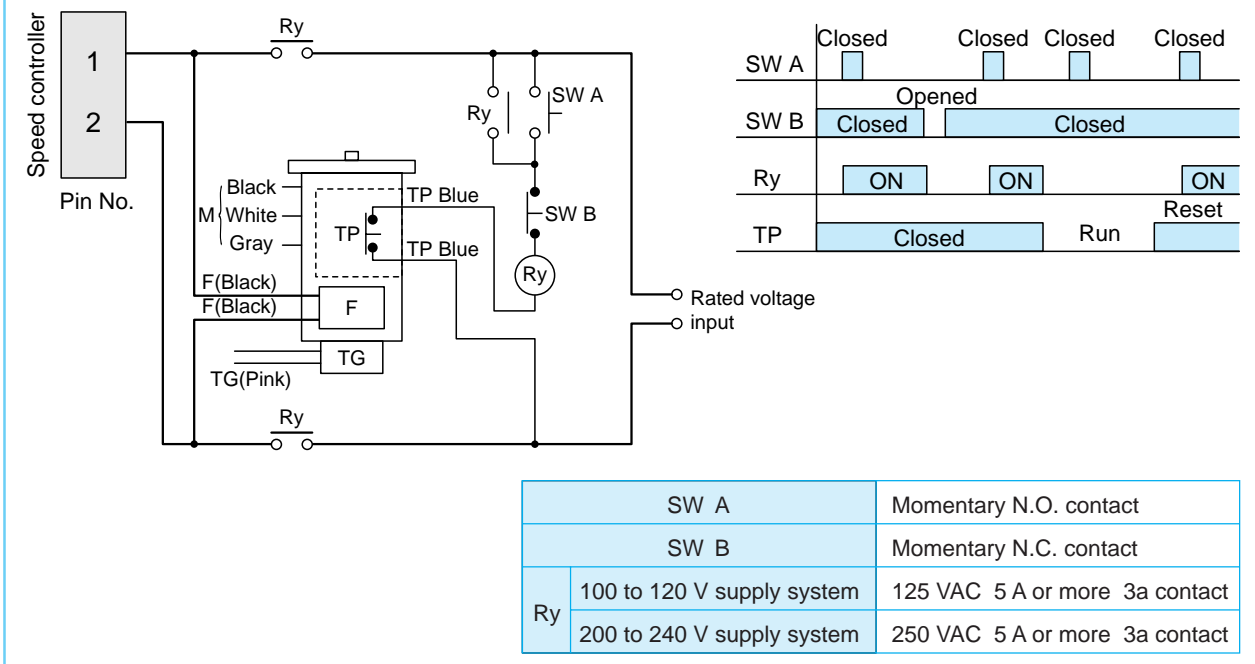 Speed controller
1
2
Pin No.
Ry
Ry
SW A
SW B
Ry
Black
M White
Gray
TP
TP Blue
TP Blue
F(Black)
F(Black)
F
TG
TG(Pink)
Ry
Rated voltage
input
Closed Closed Closed Closed
SW A
Opened
SW B Closed Closed
Ry ON ON ON
Reset
TP Closed Run
SW A Momentary N.O. contact
SW B Momentary N.C. contact
Ry 100 to 120 V supply system 125 VAC 5 A or more 3a contact
200 to 240 V supply system 250 VAC 5 A or more 3a contact